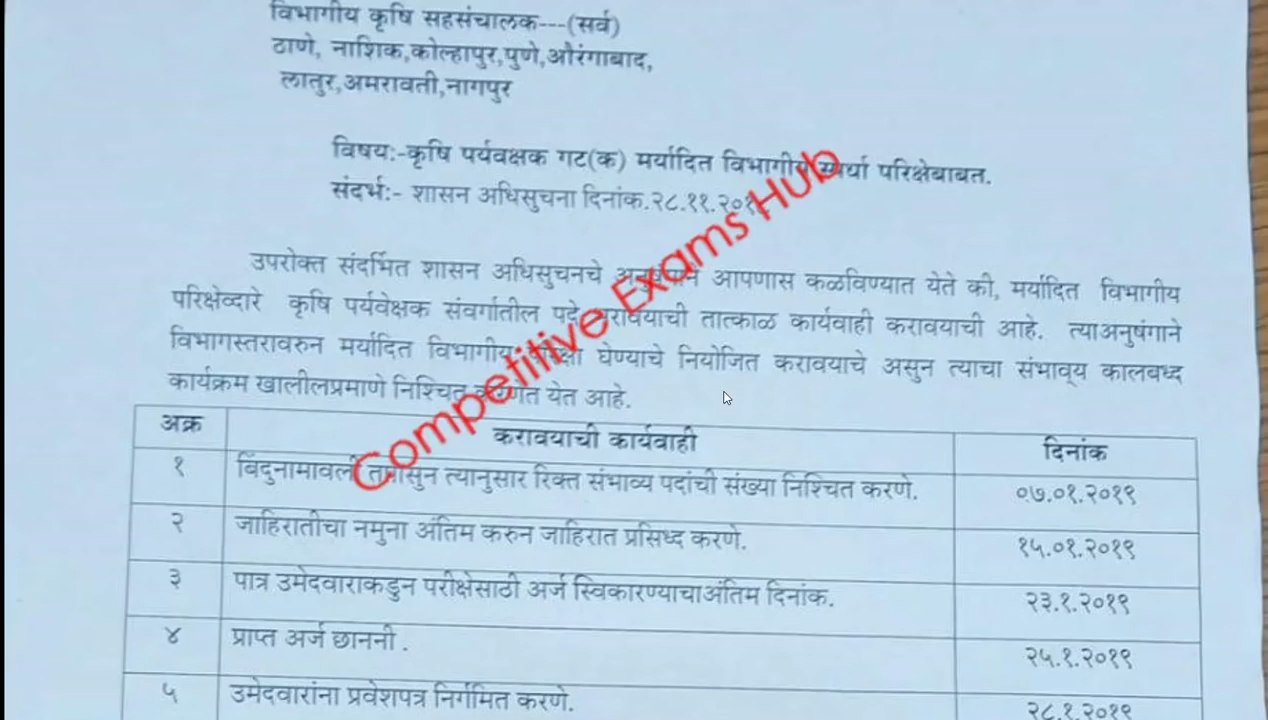 विभागीय कृषि सहसंचालक---(सर्व)
ठाणे, नाशिक,कोल्हापुर,पुणे,औरंगाबाद,
लातुर,अमरावती,नागपुर
विषय:-कृषि पर्यवक्षक गट(क) मर्यादित विभागीय स्पर्धा परिक्षेबाबत.
संदर्भ:- शासन अधिसुचना दिनांक.२८.११.
Competitive Exams Hub
उपरोक्त संदर्भित शासन अधिसुचनचे आपणास कळविण्यात येते की, मर्यादित विभागीय
परिक्षेव्दारे कृषि पर्यवेक्षक संवर्गातील पदे तात्काळ कार्यवाही करावयाची आहे. त्याअनुषंगाने
विभागस्तरावरुन मर्यादित विभागीय घेण्याचे नियोजित करावयाचे असुन त्याचा संभाव्य कालबध्द
कार्यक्रम खालीलप्रमाणे निश्चित येत आहे.
अक्र करावयाची कार्यवाही दिनांक
१ बिंदुनामावली तपासुन त्यानुसार रिक्त संभाव्य पदांची संख्या निश्चित करणे. ०७.०१.२०१९
२ जाहिरातीचा नमुना अंतिम करुन जाहिरात प्रसिध्द करणे. १५.०१.२०१९
३ पात्र उमेदवाराकडुन परीक्षेसाठी अर्ज स्विकारण्याचाअंतिम दिनांक. २३.१.२०१९
४ प्राप्त अर्ज छाननी . २५.१.२०१९
५ उमेदवारांना प्रवेशपत्र निर्गमित करणे. २८.१.२०१९